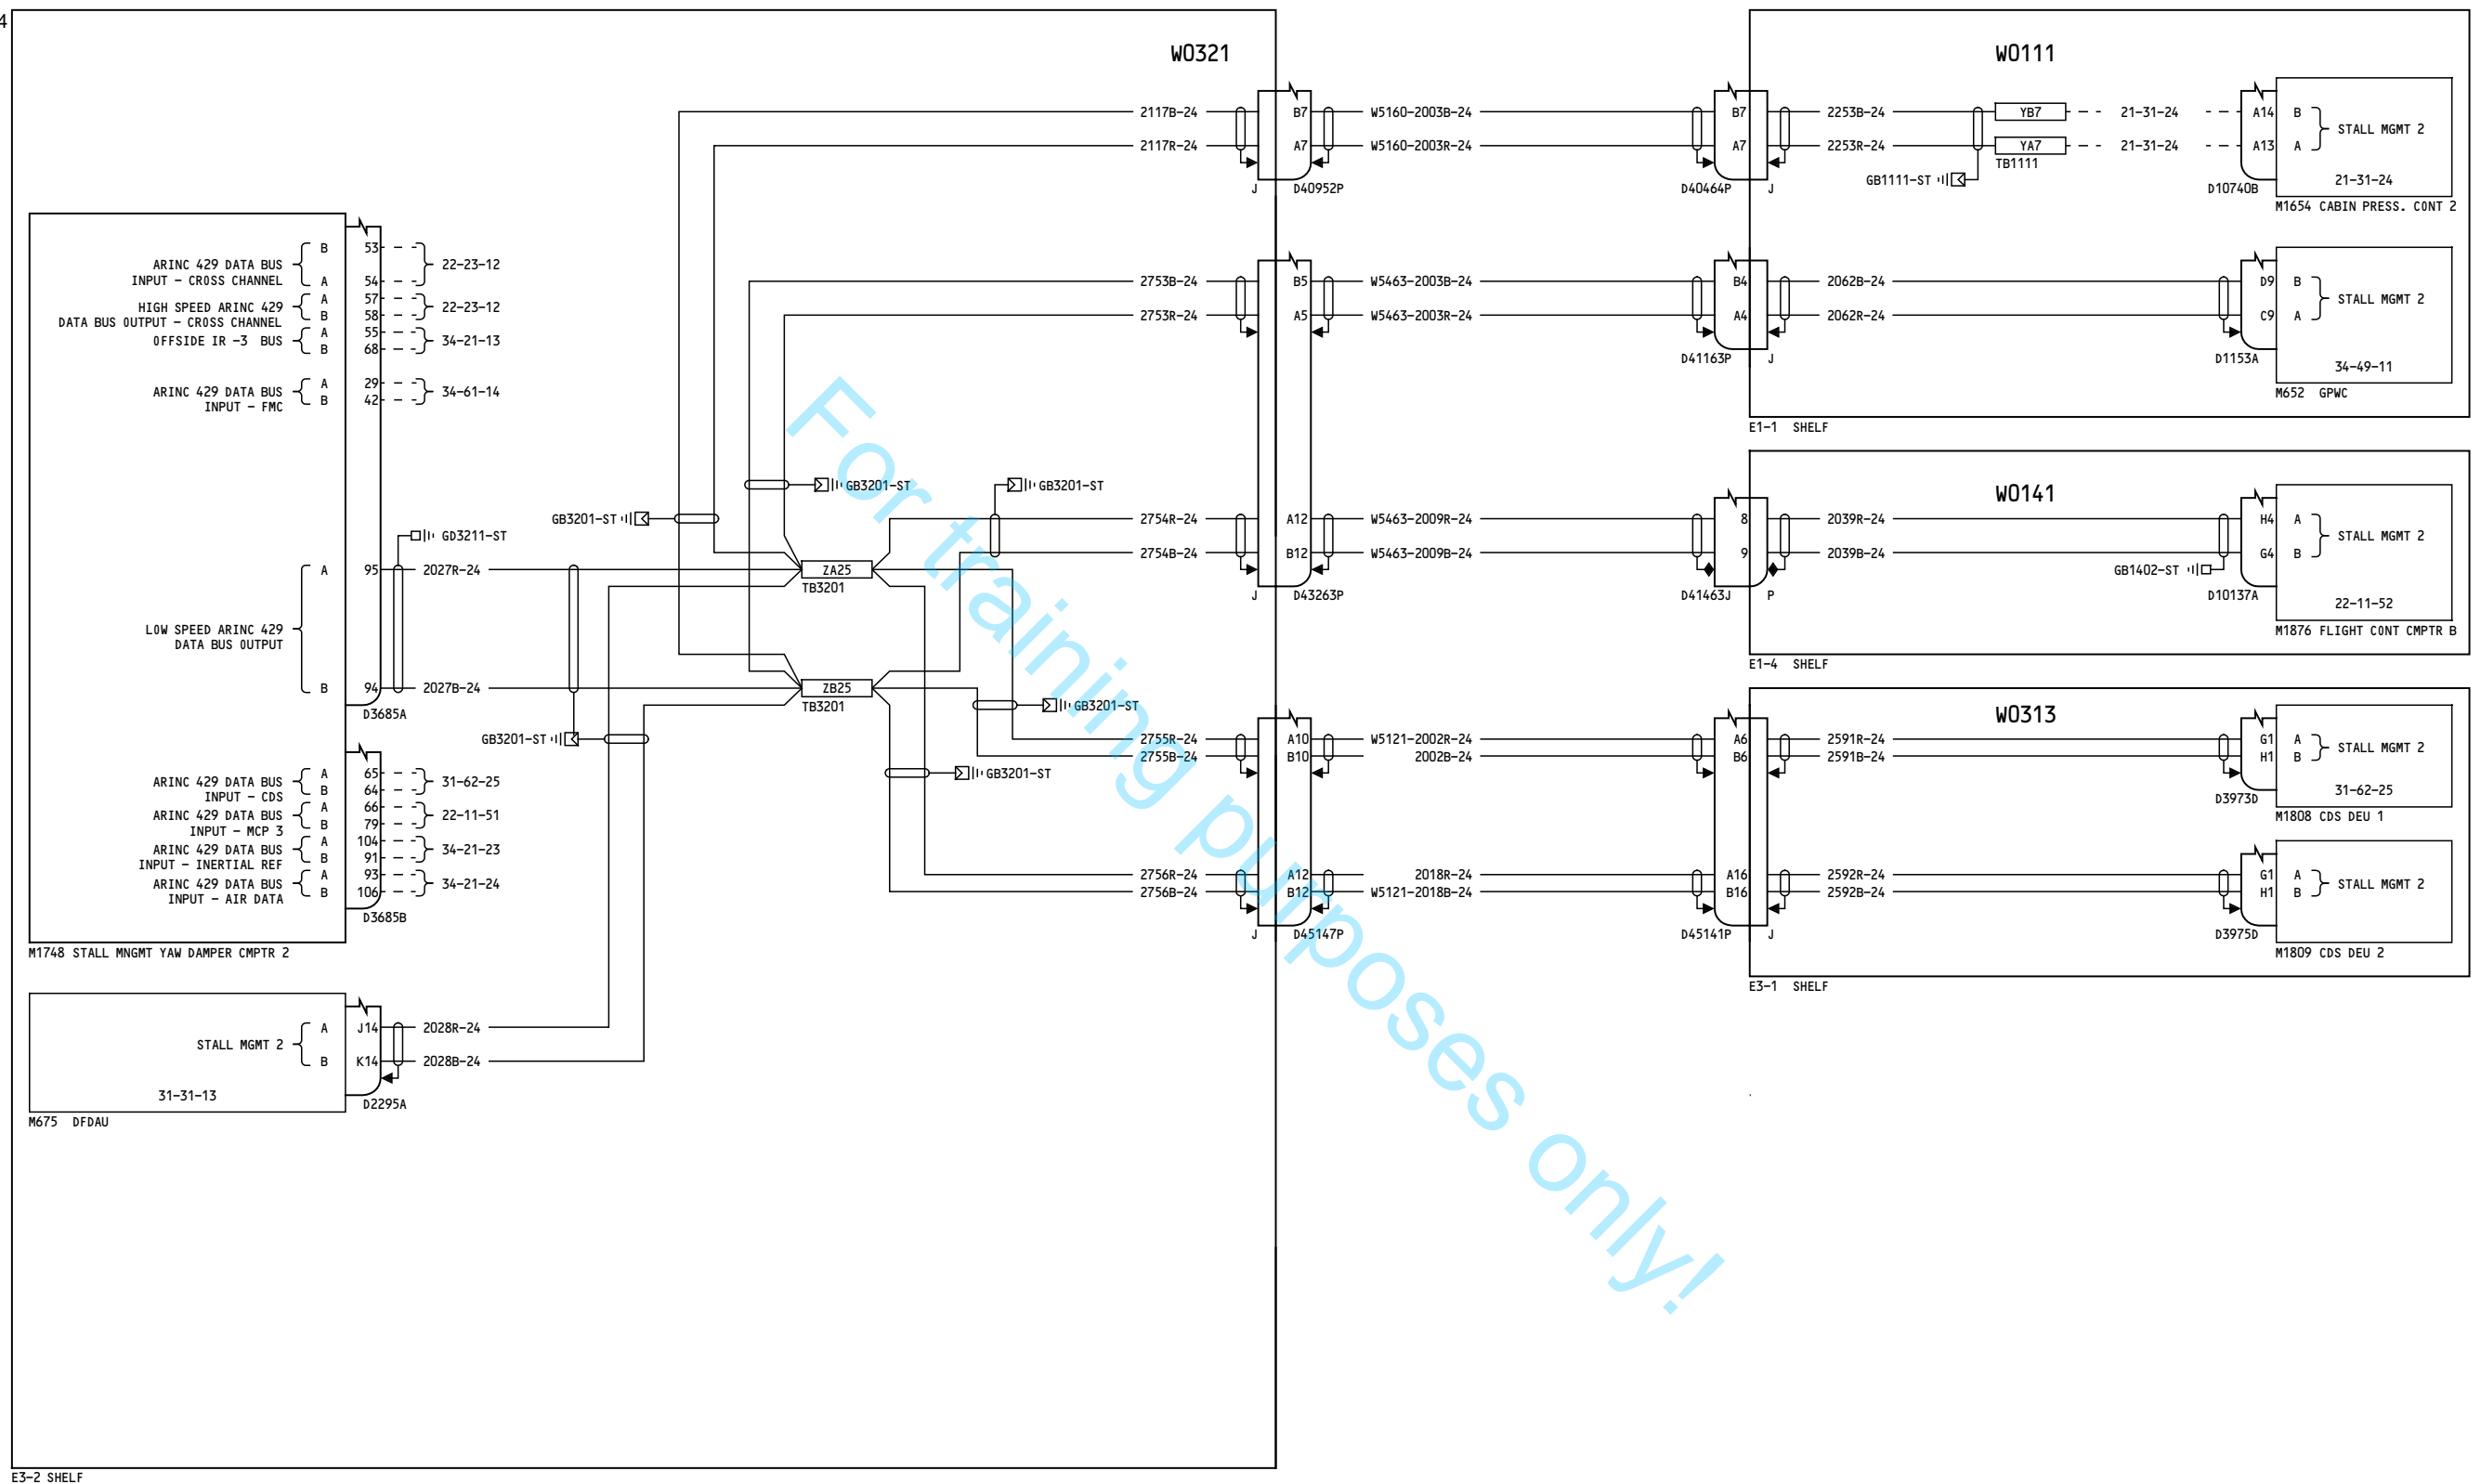 4
W0321
W0111
2117B-24
B7
W5160-2003B-24
B7
2253B-24
YB7
21-31-24
A14
B
STALL MGMT 2
2117R-24
A7
W5160-2003R-24
A7
2253R-24
YA7
21-31-24
A13
A
TB1111
GB1111-ST
21-31-24
J
D40952P
D40464P
J
D10740B
M1654 CABIN PRESS. CONT 2
ARINC 429 DATA BUS
INPUT - CROSS CHANNEL
B
53
A
54
22-23-12
HIGH SPEED ARINC 429
DATA BUS OUTPUT - CROSS CHANNEL
A
57
B
58
22-23-12
OFFSIDE IR -3 BUS
A
55
B
68
34-21-13
ARINC 429 DATA BUS
INPUT - FMC
A
29
B
42
34-61-14
2753B-24
B5
W5463-2003B-24
B4
2062B-24
D9
B
STALL MGMT 2
2753R-24
A5
W5463-2003R-24
A4
2062R-24
C9
A
D41163P
J
D1153A
34-49-11
M652 GPWC
E1-1 SHELF
GB3201-ST
GB3201-ST
GB3201-ST
GD3211-ST
W0141
2754R-24
A12
W5463-2009R-24
8
2039R-24
H4
A
STALL MGMT 2
2754B-24
B12
W5463-2009B-24
9
2039B-24
G4
B
GB1402-ST
J
D43263P
D41463J
P
D10137A
22-11-52
M1876 FLIGHT CONT CMPTR B
E1-4 SHELF
A
95
2027R-24
ZA25
TB3201
LOW SPEED ARINC 429
DATA BUS OUTPUT
B
94
2027B-24
ZB25
TB3201
D3685A
GB3201-ST
GB3201-ST
GB3201-ST
W0313
2755R-24
A10
W5121-2002R-24
A6
2591R-24
G1
A
STALL MGMT 2
2755B-24
B10
2002B-24
B6
2591B-24
H1
B
D3973D
31-62-25
M1808 CDS DEU 1
ARINC 429 DATA BUS
INPUT - CDS
A
65
B
64
31-62-25
ARINC 429 DATA BUS
INPUT - MCP 3
A
66
B
79
22-11-51
ARINC 429 DATA BUS
INPUT - INERTIAL REF
A
104
B
91
34-21-23
ARINC 429 DATA BUS
INPUT - AIR DATA
A
93
B
106
34-21-24
D3685B
M1748 STALL MNGMT YAW DAMPER CMPTR 2
2756R-24
A12
2018R-24
A16
2592R-24
G1
A
STALL MGMT 2
2756B-24
B12
W5121-2018B-24
B16
2592B-24
H1
B
J
D45147P
D45141P
J
D3975D
M1809 CDS DEU 2
E3-1 SHELF
STALL MGMT 2
A
J14
2028R-24
B
K14
2028B-24
31-31-13
D2295A
M675 DFDAU
For training purposes only!
E3-2 SHELF